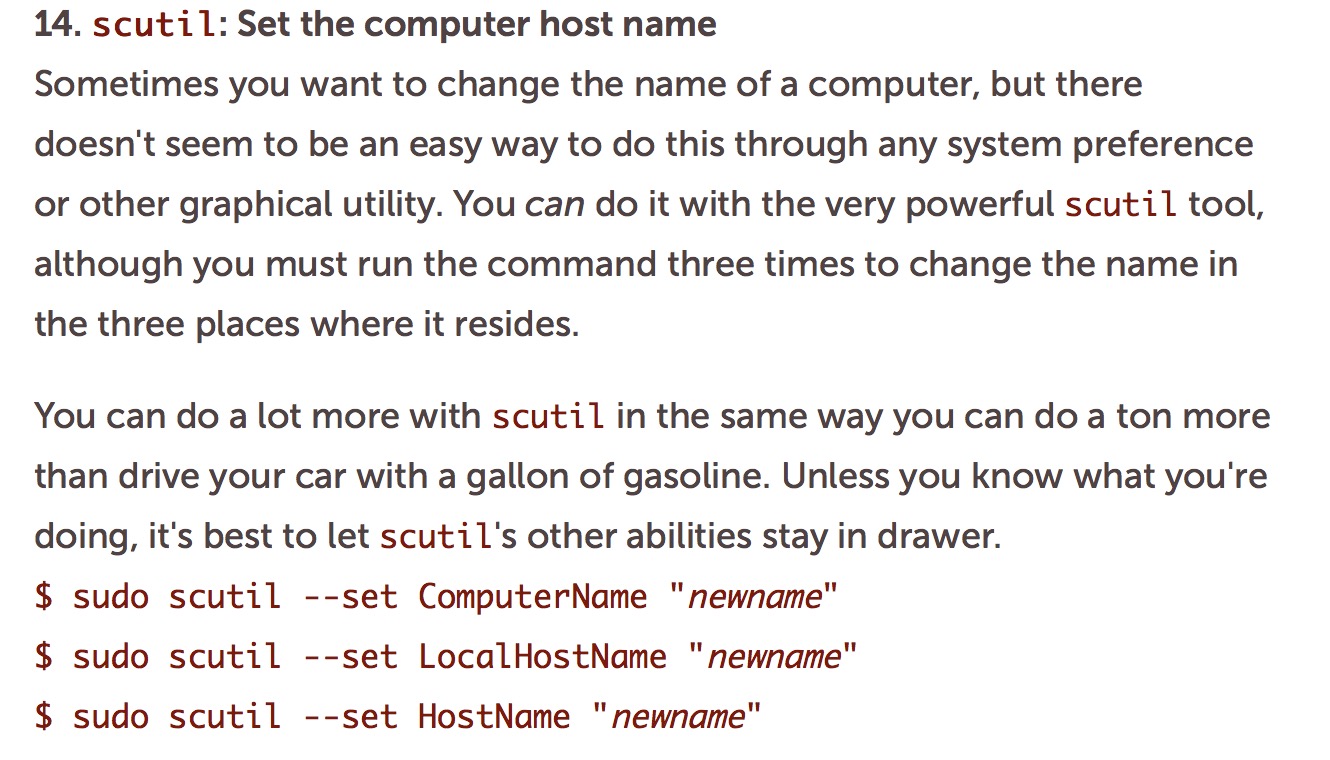 14. scutil: Set the computer host name
Sometimes you want to change the name of a computer, but there
doesn't seem to be an easy way to do this through any system preference
or other graphical utility. You can do it with the very powerful scutil tool,
although you must run the command three times to change the name in
the three places where it resides.
You can do a lot more with scutil in the same way you can do a ton more
than drive your car with a gallon of gasoline. Unless you know what you're
doing, it's best to let scutil's other abilities stay in drawer.
$ sudo scutil --set ComputerName "newname"
$ sudo scutil --set LocalHostName "newname"
$ sudo scutil --set HostName "newname"